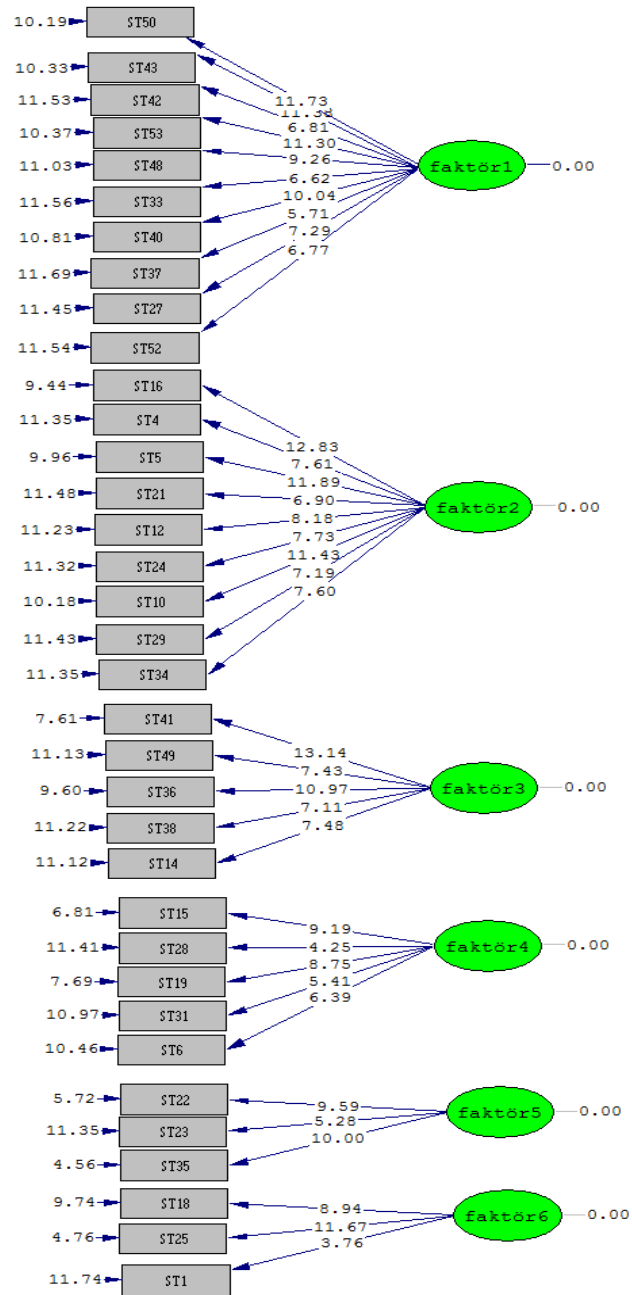 10.19 ST50
10.33 ST43
11.53 ST42
10.37 ST53
11.03 ST48
11.56 ST33
10.81 ST40
11.69 ST37
11.45 ST27
11.54 ST52
11.73
11.38
6.81
11.30
9.26
6.62
10.04
5.71
7.29
6.77
faktör1 0.00
9.44 ST16
11.35 ST4
9.96 ST5
11.48 ST21
11.23 ST12
11.32 ST24
10.18 ST10
11.43 ST29
11.35 ST34
12.83
7.61
11.89
6.90
8.18
7.73
11.43
7.19
7.60
faktör2 0.00
7.61 ST41
11.13 ST49
9.60 ST36
11.22 ST38
11.12 ST14
13.14
7.43
10.97
7.11
7.48
faktör3 0.00
6.81 ST15
11.41 ST28
7.69 ST19
10.97 ST31
10.46 ST6
9.19
4.25
8.75
5.41
6.39
faktör4 0.00
5.72 ST22
11.35 ST23
4.56 ST35
9.59
5.28
10.00
faktör5 0.00
9.74 ST18
4.76 ST25
11.74 ST1
8.94
11.67
3.76
faktör6 0.00